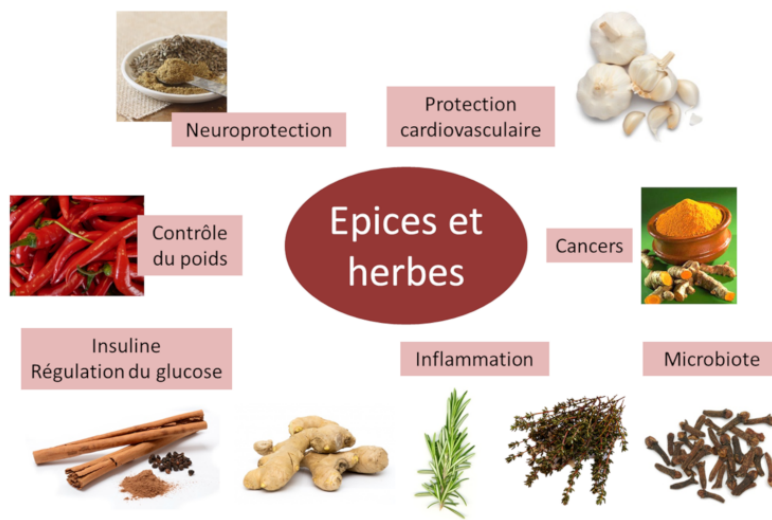 Neuroprotection
Protection
cardiovasculaire
Epices et
herbes
Contrôle
du poids
Cancers
Insuline
Régulation du glucose
Inflammation
Microbiote